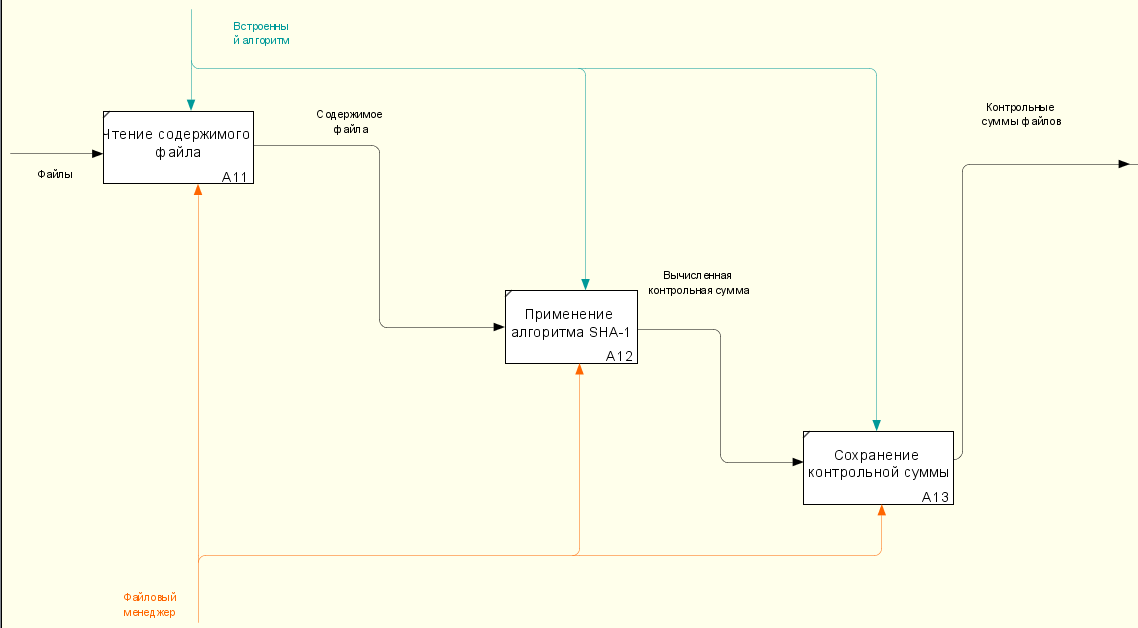 Встроенны
й алгоритм
Чтение содержимого
файла
A11
Файлы
Содержимое
файла
Контрольные
суммы файлов
Применение
алгоритма SHA-1
A12
Вычисленная
контрольная сумма
Сохранение
контрольной суммы
A13
Файловый
менеджер